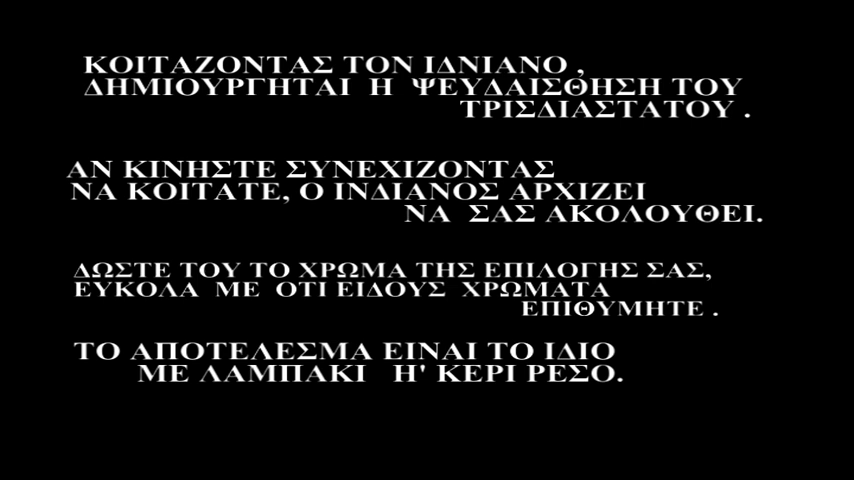 ΚΟΙΤΑΖΟΝΤΑΣ ΤΟΝ ΙΔΝΙΑΝΟ ,
ΔΗΜΙΟΥΡΓΗΤΑΙ Η ΨΕΥΔΑΙΣΘΗΣΗ ΤΟΥ
ΤΡΙΣΔΙΑΣΤΑΤΟΥ .
ΑΝ ΚΙΝΗΣΤΕ ΣΥΝΕΧΙΖΟΝΤΑΣ
ΝΑ ΚΟΙΤΑΤΕ, Ο ΙΝΔΙΑΝΟΣ ΑΡΧΙΖΕΙ
ΝΑ ΣΑΣ ΑΚΟΛΟΥΘΕΙ.
ΔΩΣΤΕ ΤΟΥ ΤΟ ΧΡΩΜΑ ΤΗΣ ΕΠΙΛΟΓΗΣ ΣΑΣ,
ΕΥΚΟΛΑ ΜΕ ΟΤΙ ΕΙΔΟΥΣ ΧΡΩΜΑΤΑ
ΕΠΙΘΥΜΗΤΕ .
ΤΟ ΑΠΟΤΕΛΕΣΜΑ ΕΙΝΑΙ ΤΟ ΙΔΙΟ
ΜΕ ΛΑΜΠΑΚΙ Η' ΚΕΡΙ ΡΕΣΟ.